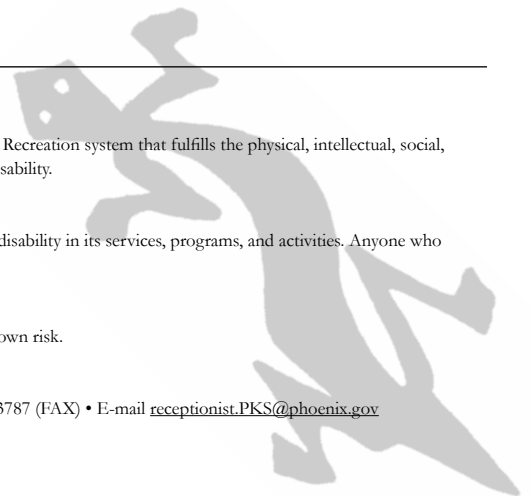 Recreation system that fulfills the physical, intellectual, social,
sability.
disability in its services, programs, and activities. Anyone who
own risk.
3787 (FAX) • E-mail receptionist.PKS@phoenix.gov